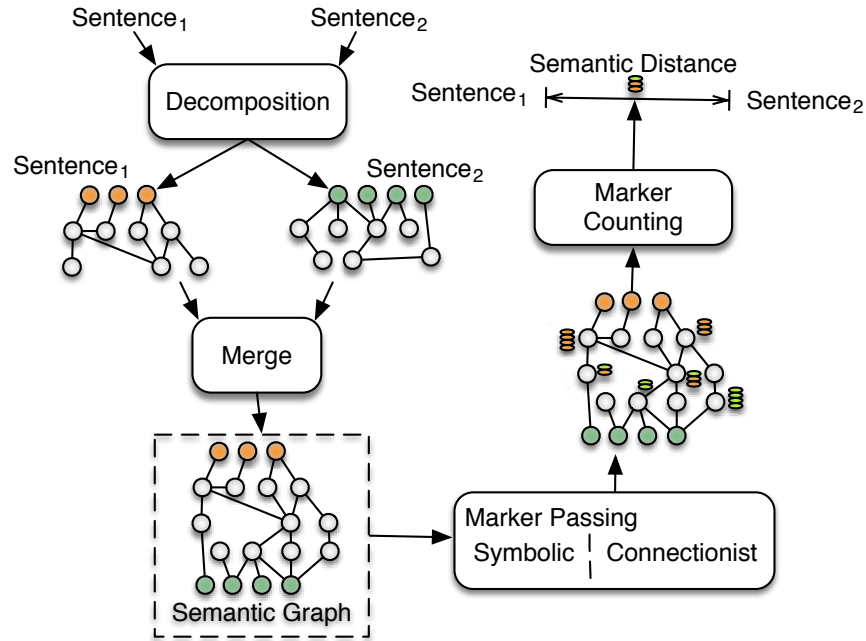 Sentence₁
Sentence₂
Decomposition
Sentence₁
Sentence₂
Merge
Semantic Graph
Marker Passing
Symbolic
Connectionist
Marker
Counting
Semantic Distance
Sentence₁
Sentence₂